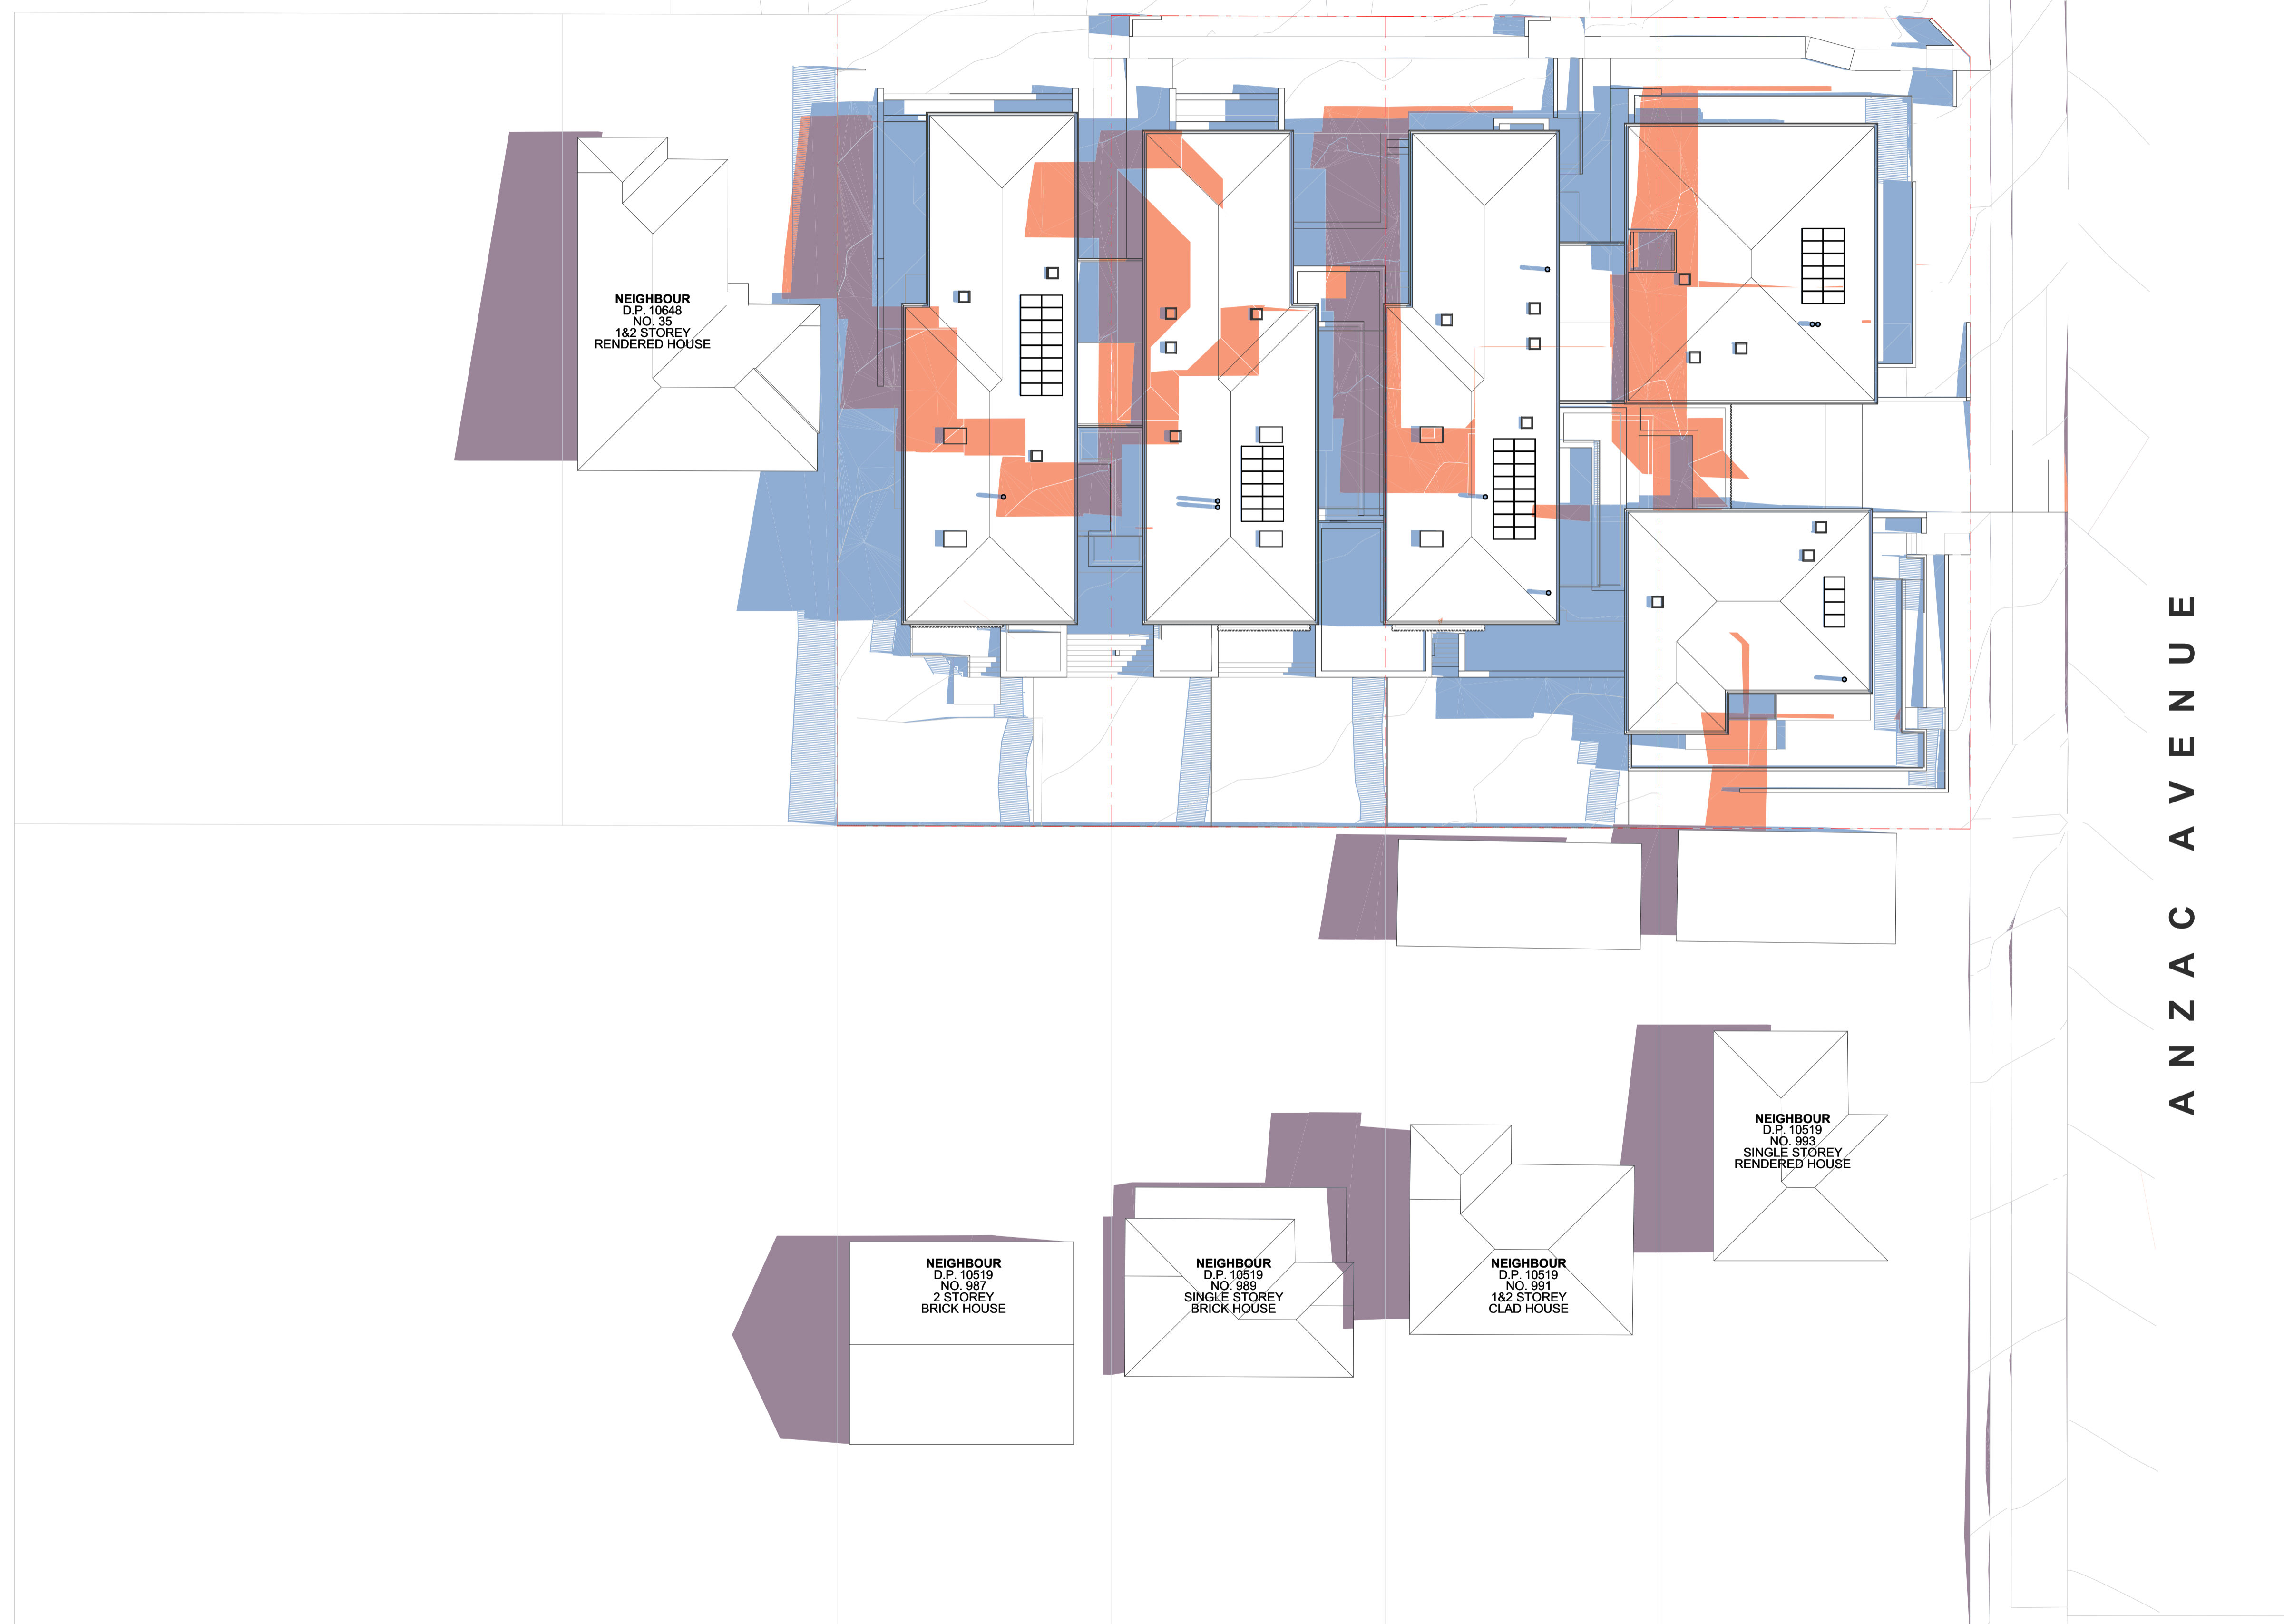 NEIGHBOUR
D.P. 10648
NO. 35
1&2 STOREY
RENDERED HOUSE
ANZAC AVENUE
NEIGHBOUR
D.P. 10519
NO. 993
SINGLE STOREY
RENDERED HOUSE
NEIGHBOUR
D.P. 10519
NO. 987
2 STOREY
BRICK HOUSE
NEIGHBOUR
D.P. 10519
NO. 989
SINGLE STOREY
BRICK HOUSE
NEIGHBOUR
D.P. 10519
NO. 991
1&2 STOREY
CLAD HOUSE